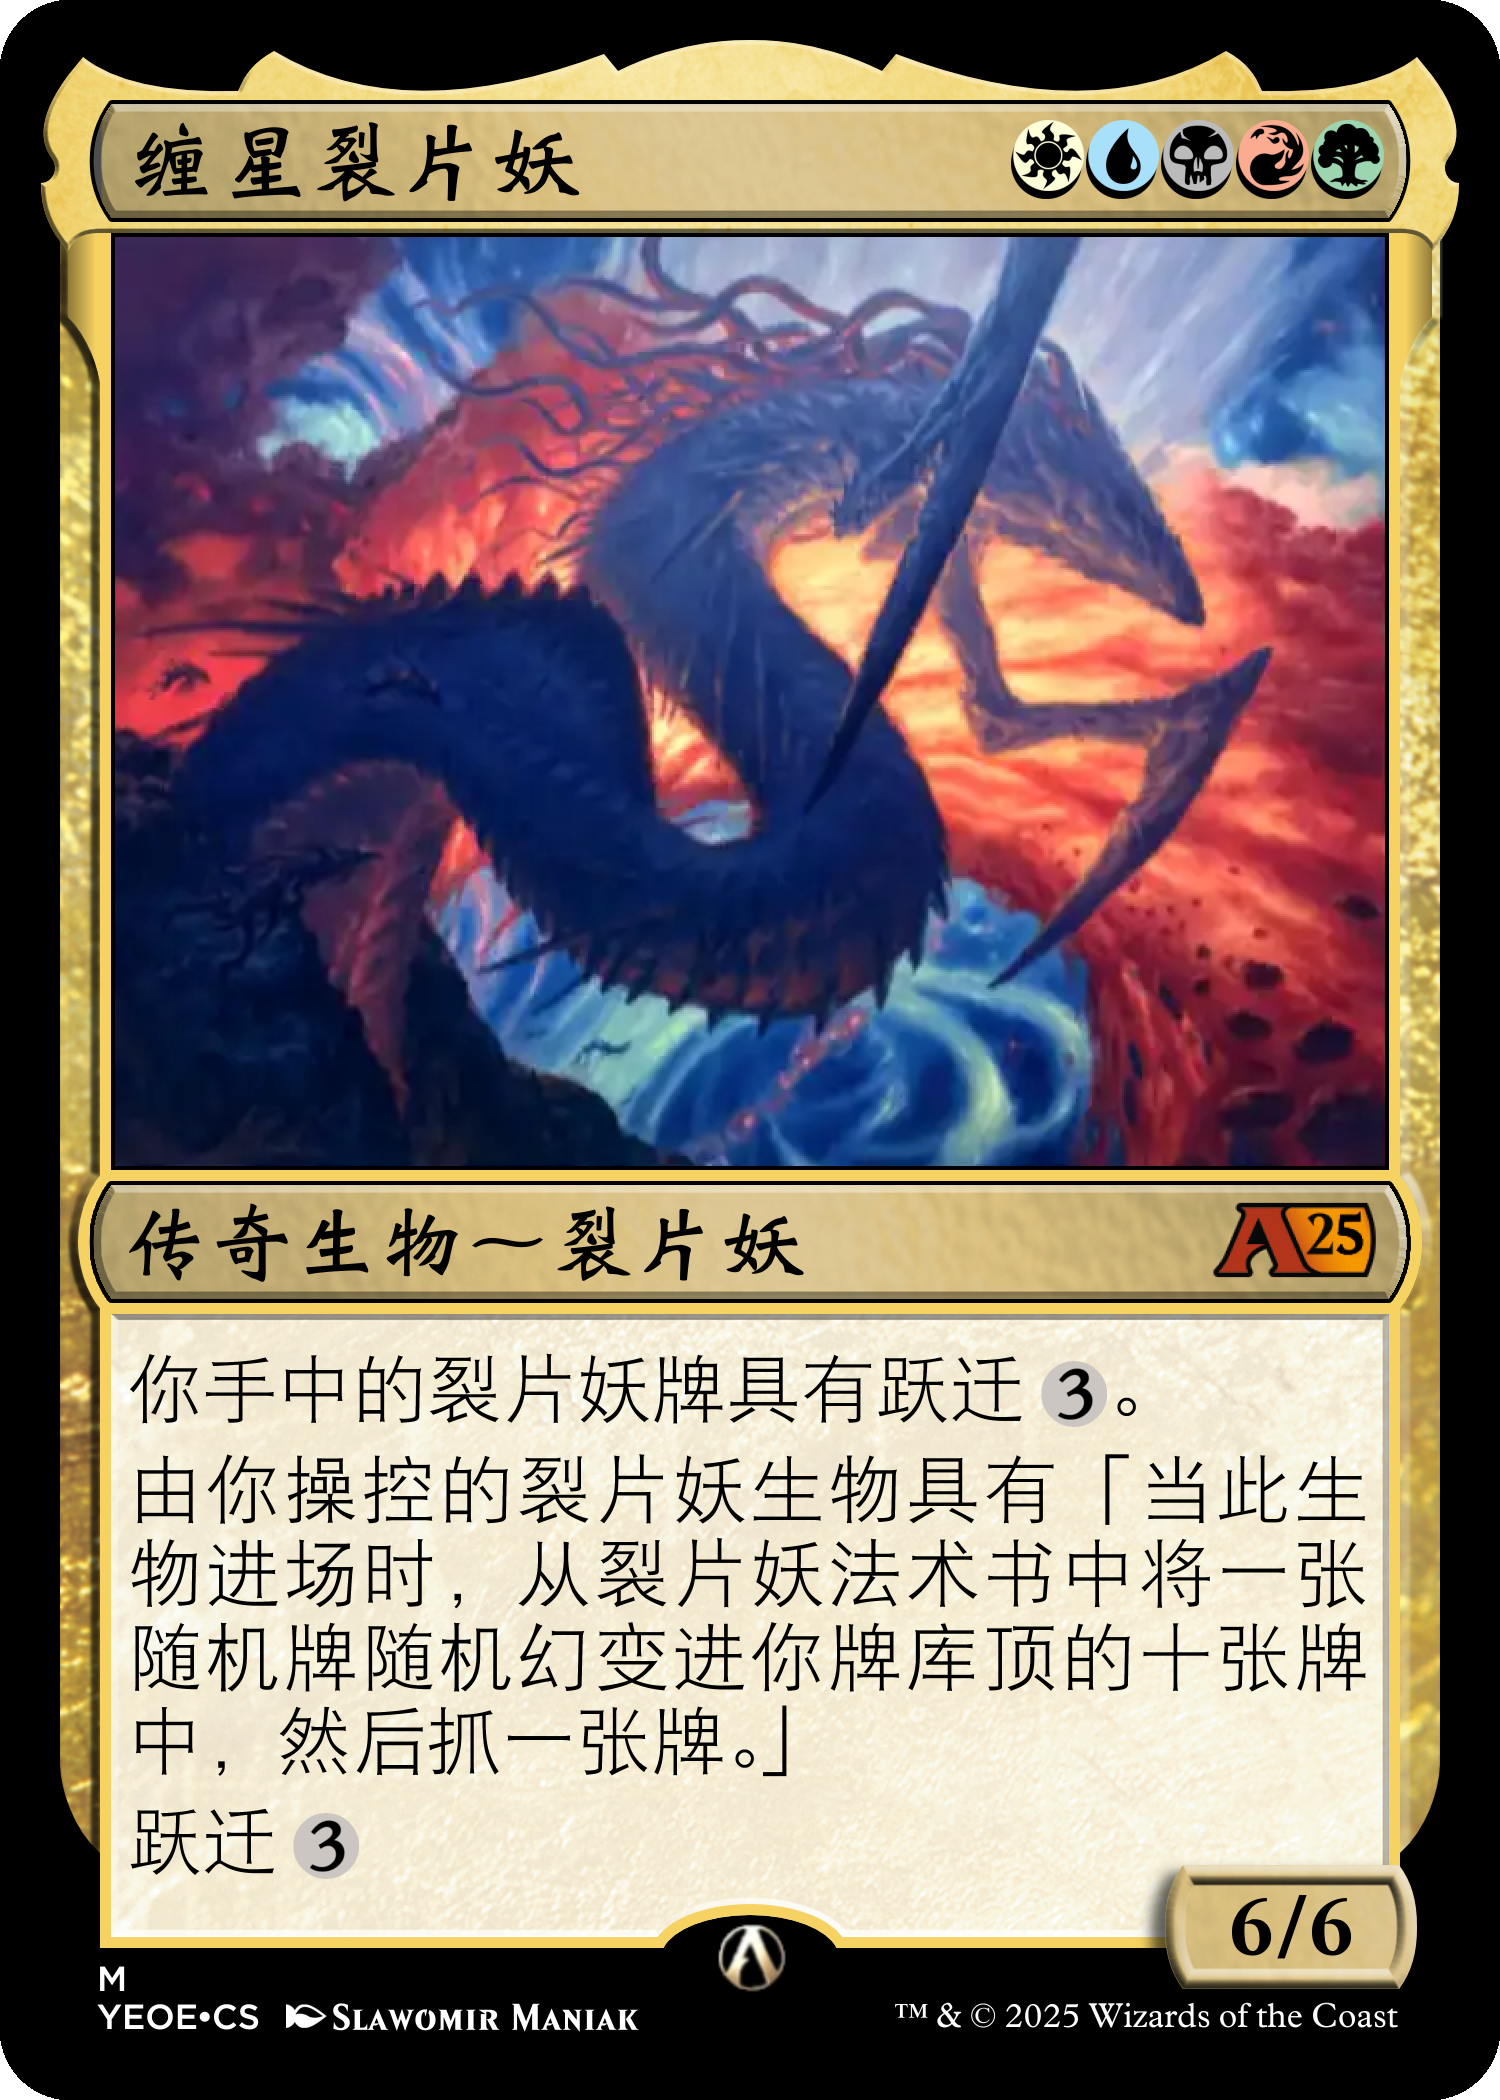 缠星裂片妖
传奇生物～裂片妖
A25
你手中的裂片妖牌具有跃迁3。
由你操控的裂片妖生物具有「当此生
物进场时，从裂片妖法术书中将一张
随机牌随机幻变进你牌库顶的十张牌
中，然后抓一张牌。」
跃迁3
6/6
M
YEOE•CS SLAWOMIR MANIAK
™ & © 2025 Wizards of the Coast